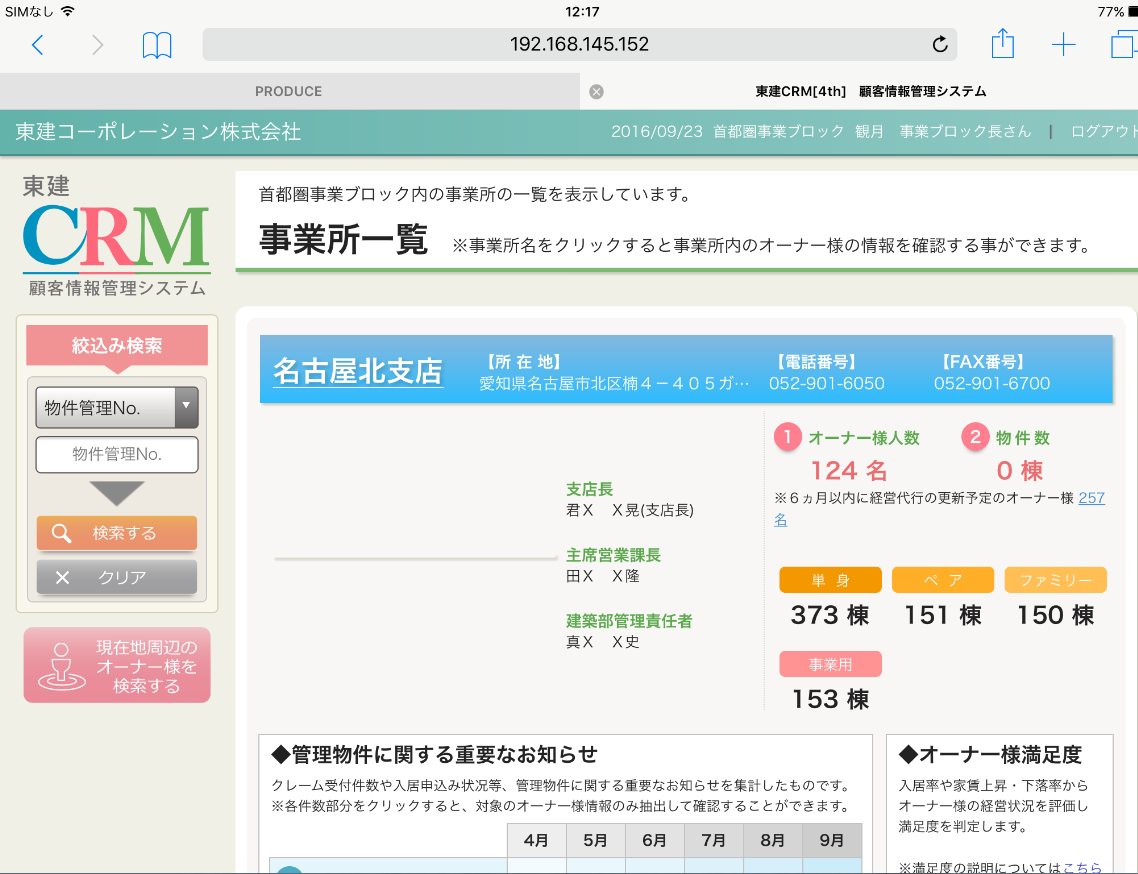 SIMなし 12:17 77%
192.168.145.152
PRODUCE
東建CRM[4th] 顧客情報管理システム
東建コーポレーション株式会社
2016/09/23 首都圏事業ブロック 観月 事業ブロック長さん | ログアウト
東建
CRM
顧客情報管理システム
絞込み検索
物件管理No.
物件管理No.
検索する
クリア
現在地周辺の
オーナー様を
検索する
首都圏事業ブロック内の事業所の一覧を表示しています。
事業所一覧 ※事業所名をクリックすると事業所内のオーナー様の情報を確認する事ができます。
名古屋北支店
【所 在 地】
愛知県名古屋市北区楠4−405ガ…
【電話番号】
052-901-6050
【FAX番号】
052-901-6700
支店長
君X X晃(支店長)
主席営業課長
田X X隆
建築部管理責任者
真X X史
1 オーナー様人数
124 名
2 物 件 数
0 棟
※6ヵ月以内に経営代行の更新予定のオーナー様 257
名
単 身
373 棟
ペ ア
151 棟
ファミリー
150 棟
事業用
153 棟
◆管理物件に関する重要なお知らせ
クレーム受付件数や入居申込み状況等、管理物件に関する重要なお知らせを集計したものです。
※各件数部分をクリックすると、対象のオーナー様情報のみ抽出して確認することができます。
4月 5月 6月 7月 8月 9月
◆オーナー様満足度
入居率や家賃上昇・下落率から
オーナー様の経営状況を評価し
満足度を判定します。
※満足度の説明についてはこちら